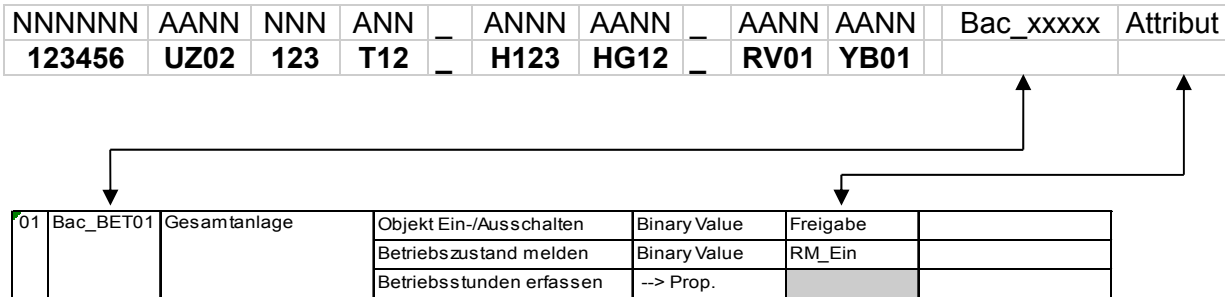 NNNNNN AANN NNN ANN _ ANNN AANN _ AANN AANN Bac_xxxxx Attribut
123456 UZ02 123 T12 _ H123 HG12 _ RV01 YB01
01 Bac_BET01 Gesamtanlage Objekt Ein-/Ausschalten Binary Value Freigabe
Betriebszustand melden Binary Value RM_Ein
Betriebsstunden erfassen --> Prop.